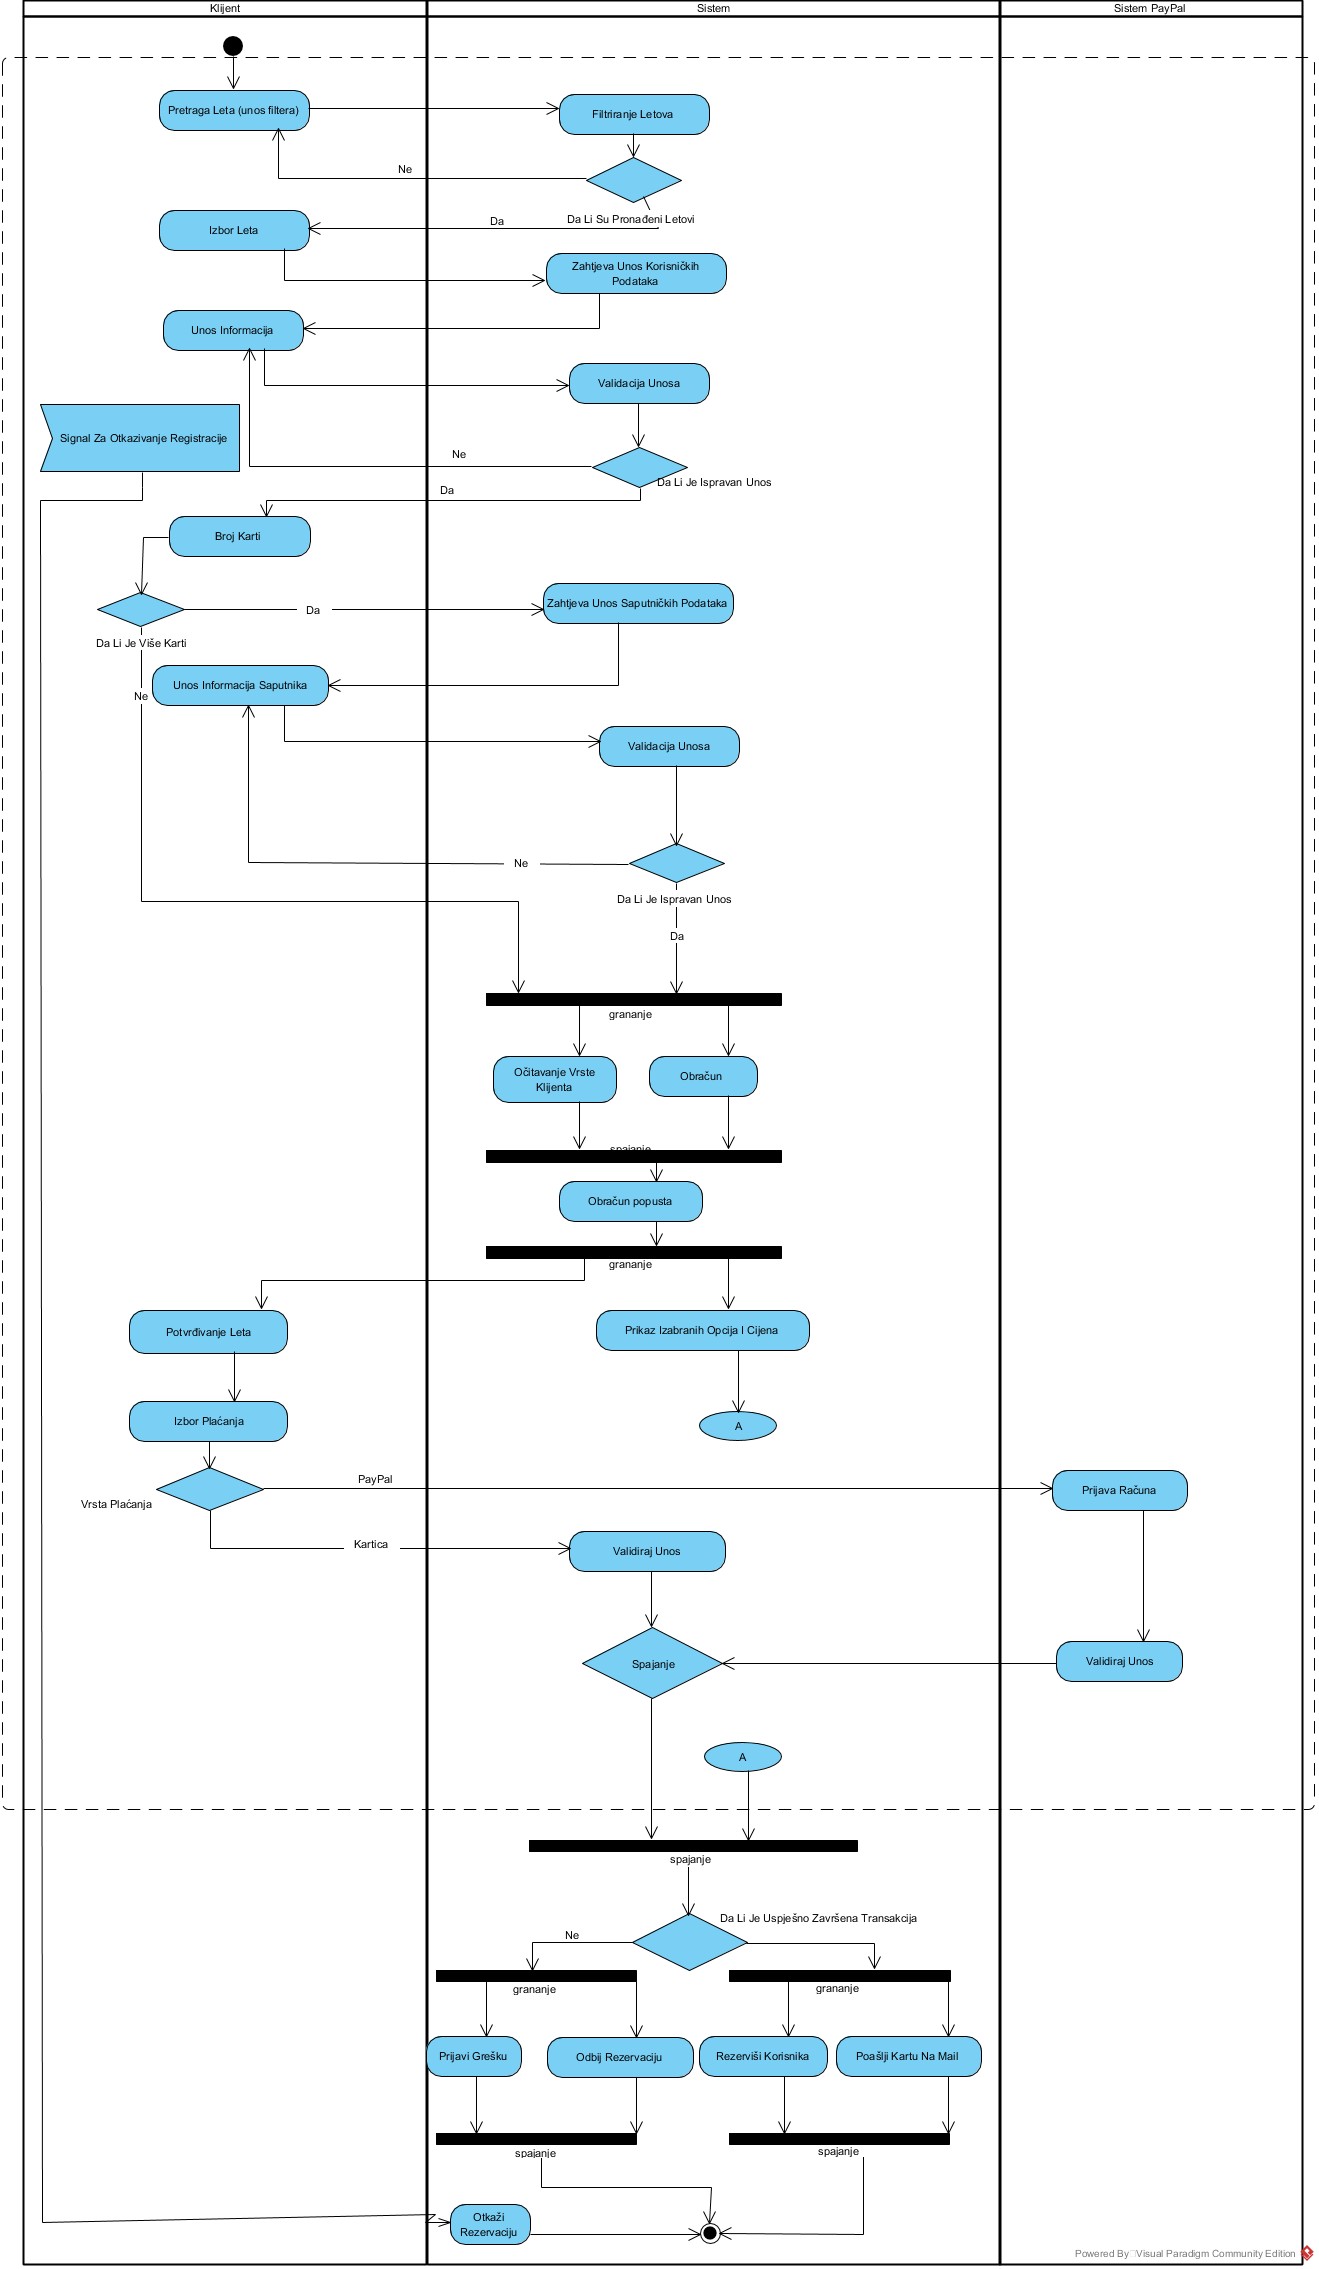 Klijent
Sistem
Sistem PayPal
Pretraga Leta (unos filtera)
Filtriranje Letova
Ne
Da Li Su Pronađeni Letovi
Da
Izbor Leta
Zahtjeva Unos Korisničkih
Podataka
Unos Informacija
Validacija Unosa
Signal Za Otkazivanje Registracije
Ne
Da Li Je Ispravan Unos
Da
Broj Karti
Da
Zahtjeva Unos Saputničkih Podataka
Da Li Je Više Karti
Unos Informacija Saputnika
Ne
Validacija Unosa
Ne
Da Li Je Ispravan Unos
Da
grananje
Očitavanje Vrste
Klijenta
Obračun
spajanje
Obračun popusta
grananje
Potvrđivanje Leta
Prikaz Izabranih Opcija I Cijena
Izbor Plaćanja
A
PayPal
Prijava Računa
Vrsta Plaćanja
Kartica
Validiraj Unos
Spajanje
Validiraj Unos
A
spajanje
Da Li Je Uspješno Završena Transakcija
Ne
grananje
grananje
Prijavi Grešku
Odbij Rezervaciju
Rezerviši Korisnika
Poašlji Kartu Na Mail
spajanje
spajanje
Otkaži
Rezervaciju
Powered By Visual Paradigm Community Edition